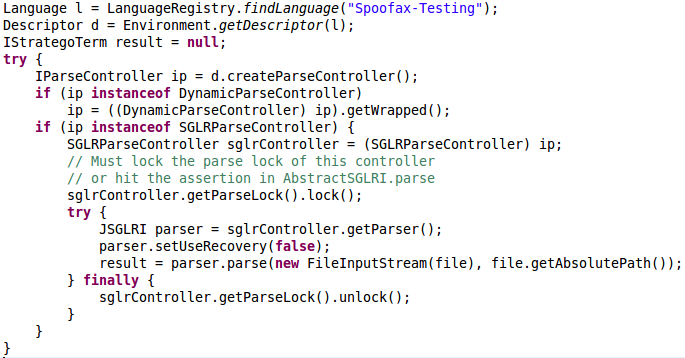 Language l = LanguageRegistry.findLanguage("Spoofax-Testing");
Descriptor d = Environment.getDescriptor(l);
IStrategoTerm result = null;
try {
    IParseController ip = d.createParseController();
    if (ip instanceof DynamicParseController)
        ip = ((DynamicParseController) ip).getWrapped();
    if (ip instanceof SGLRParseController) {
        SGLRParseController sglrController = (SGLRParseController) ip;
        // Must lock the parse lock of this controller
        // or hit the assertion in AbstractSGLRI.parse
        sglrController.getParseLock().lock();
        try {
            JSGLRI parser = sglrController.getParser();
            parser.setUseRecovery(false);
            result = parser.parse(new FileInputStream(file), file.getAbsolutePath());
        } finally {
            sglrController.getParseLock().unlock();
        }
    }
}